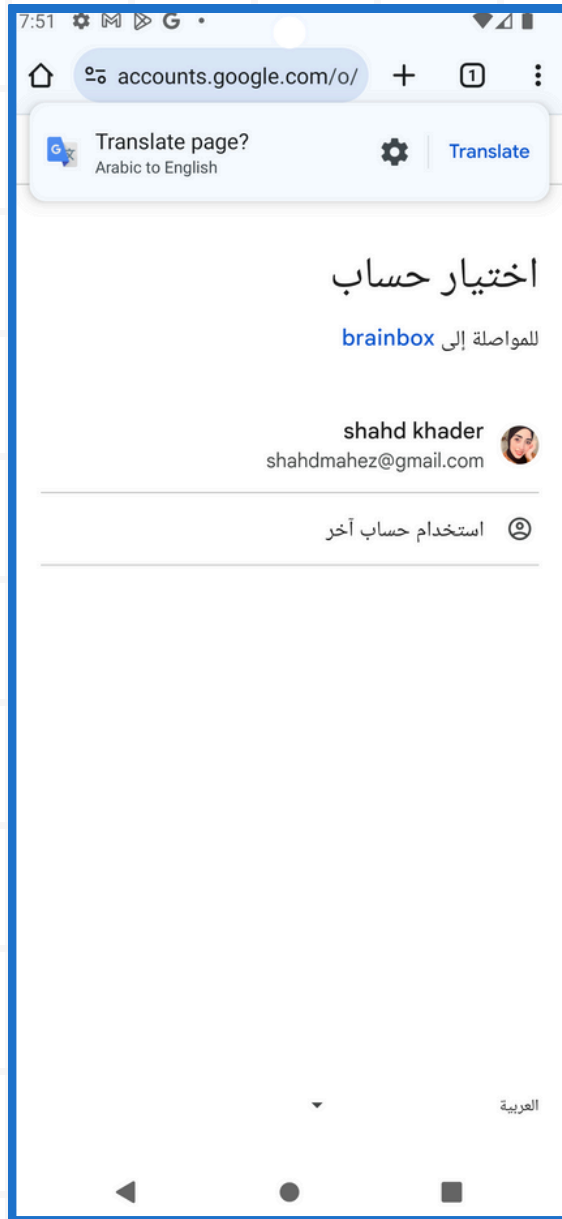 7:51
accounts.google.com/o/
1
Translate page?
Arabic to English
Translate
اختيار حساب
للمواصلة إلى brainbox
shahd khader
shahdmahez@gmail.com
استخدام حساب آخر
العربية